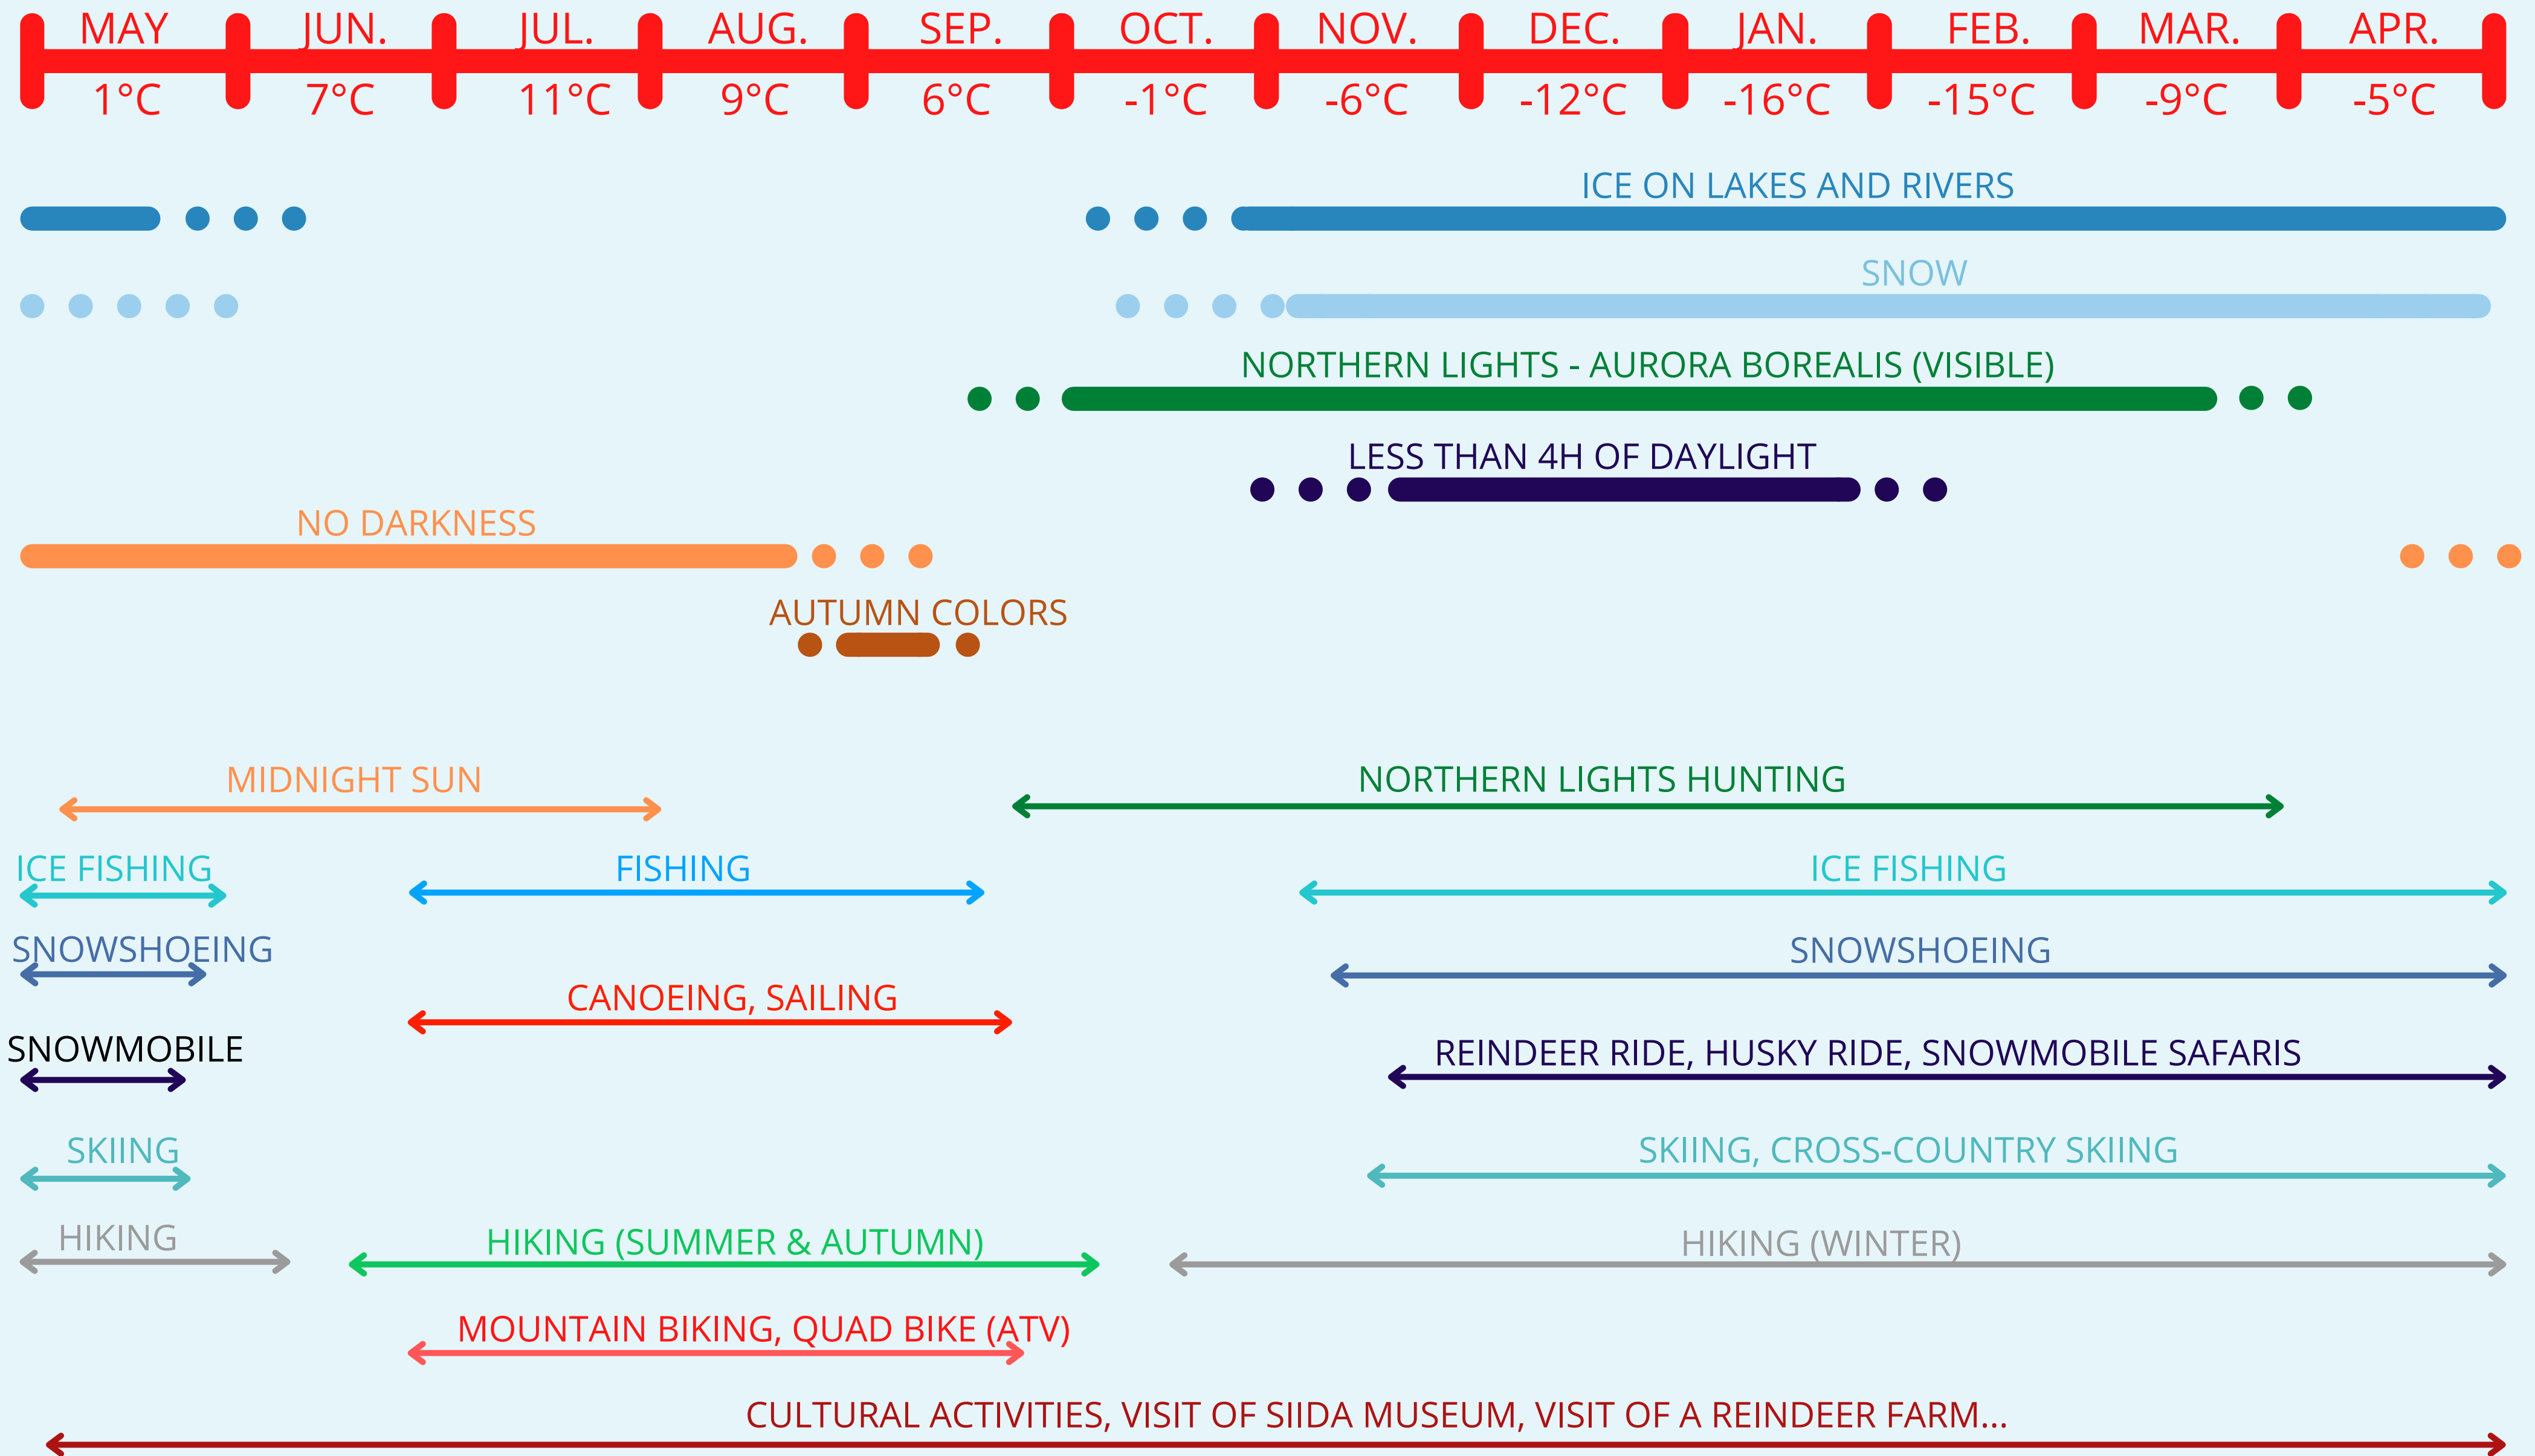 MAY JUN. JUL. AUG. SEP. OCT. NOV. DEC. JAN. FEB. MAR. APR.
1°C 7°C 11°C 9°C 6°C -1°C -6°C -12°C -16°C -15°C -9°C -5°C
ICE ON LAKES AND RIVERS
SNOW
NORTHERN LIGHTS - AURORA BOREALIS (VISIBLE)
LESS THAN 4H OF DAYLIGHT
NO DARKNESS
AUTUMN COLORS
MIDNIGHT SUN NORTHERN LIGHTS HUNTING
ICE FISHING FISHING ICE FISHING
SNOWSHOEING SNOWSHOEING
CANOEING, SAILING
SNOWMOBILE REINDEER RIDE, HUSKY RIDE, SNOWMOBILE SAFARIS
SKIING SKIING, CROSS-COUNTRY SKIING
HIKING HIKING (SUMMER & AUTUMN) HIKING (WINTER)
MOUNTAIN BIKING, QUAD BIKE (ATV)
CULTURAL ACTIVITIES, VISIT OF SIIDA MUSEUM, VISIT OF A REINDEER FARM...